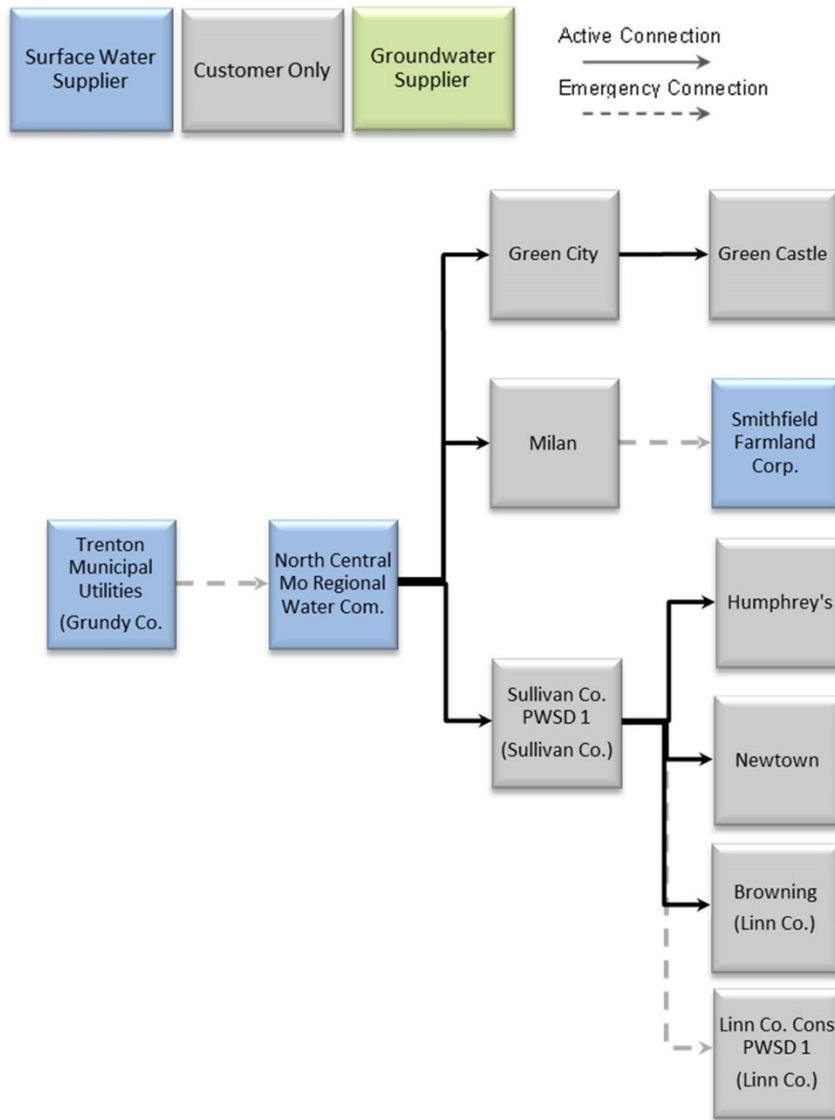 Surface Water
Supplier
Customer Only
Groundwater
Supplier
Active Connection
Emergency Connection
Green City
Green Castle
Milan
Smithfield
Farmland
Corp.
Trenton
Municipal
Utilities
(Grundy Co.
North Central
Mo Regional
Water Com.
Humphrey's
Sullivan Co.
PWSD 1
(Sullivan Co.)
Newtown
Browning
(Linn Co.)
Linn Co. Cons
PWSD 1
(Linn Co.)